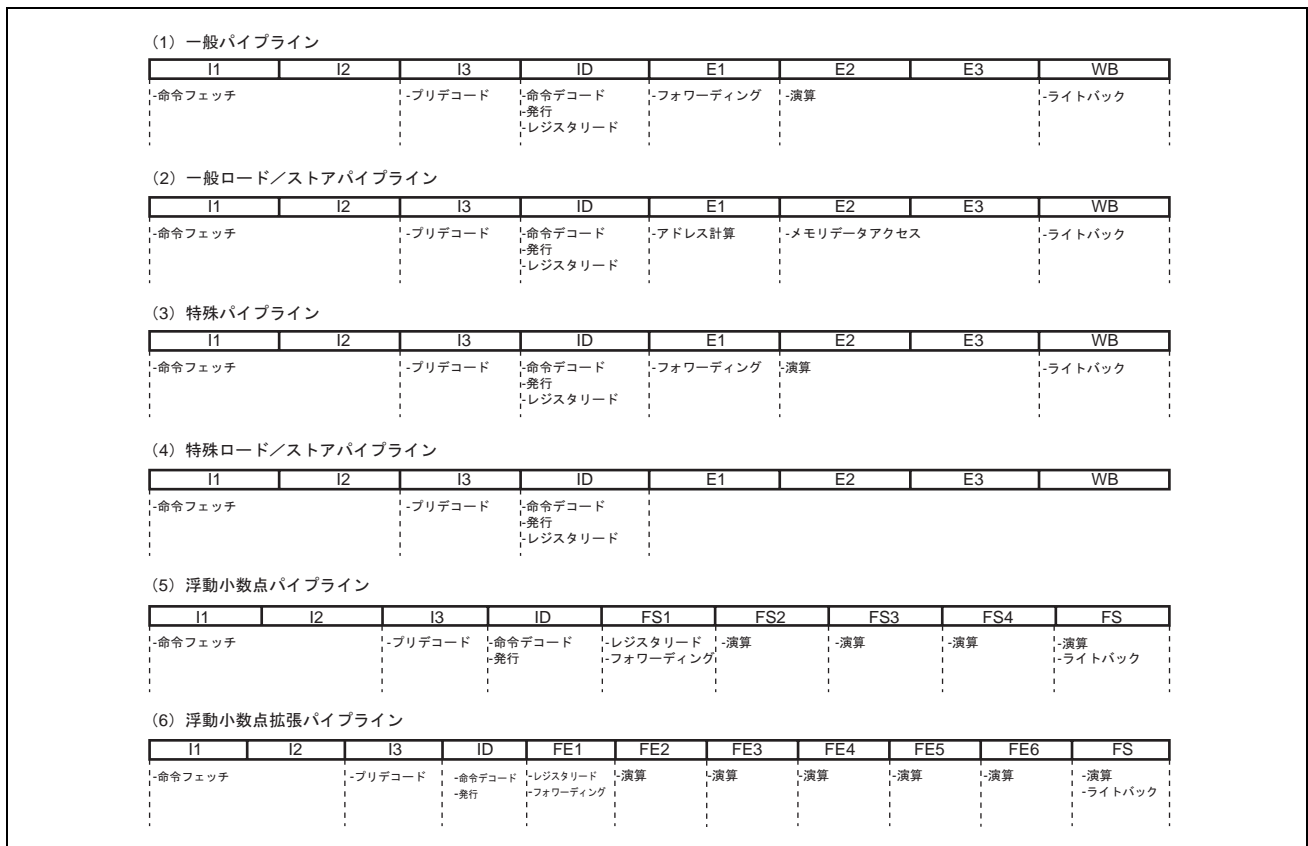 (1) 一般パイプライン
I1 I2 I3 ID E1 E2 E3 WB
-命令フェッチ -プリデコード -命令デコード -フォワーディング -演算 -ライトバック
-発行
-レジスタリード
(2) 一般ロード／ストアパイプライン
I1 I2 I3 ID E1 E2 E3 WB
-命令フェッチ -プリデコード -命令デコード -アドレス計算 -メモリデータアクセス -ライトバック
-発行
-レジスタリード
(3) 特殊パイプライン
I1 I2 I3 ID E1 E2 E3 WB
-命令フェッチ -プリデコード -命令デコード -フォワーディング -演算 -ライトバック
-発行
-レジスタリード
(4) 特殊ロード／ストアパイプライン
I1 I2 I3 ID E1 E2 E3 WB
-命令フェッチ -プリデコード -命令デコード
-発行
-レジスタリード
(5) 浮動小数点パイプライン
I1 I2 I3 ID FS1 FS2 FS3 FS4 FS
-命令フェッチ -プリデコード -命令デコード -レジスタリード -演算 -演算 -演算 -演算
-発行 -フォワーディング -ライトバック
(6) 浮動小数点拡張パイプライン
I1 I2 I3 ID FE1 FE2 FE3 FE4 FE5 FE6 FS
-命令フェッチ -プリデコード -命令デコード -レジスタリード -演算 -演算 -演算 -演算 -演算 -演算
-発行 -フォワーディング -ライトバック